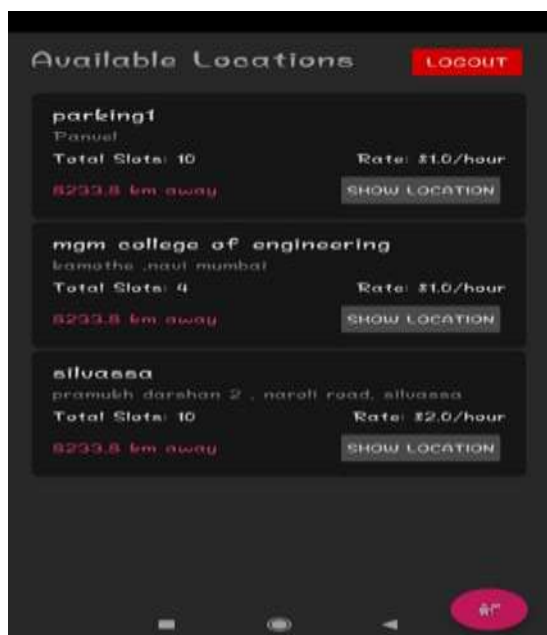 Available Locations
LOGOUT
parking1
Panvel
Total Slots: 10
Rate: $1.0/hour
8233.8 km away
SHOW LOCATION
mgm college of engineering
kamothe ,navi mumbai
Total Slots: 4
Rate: $1.0/hour
8233.8 km away
SHOW LOCATION
silvassa
pramukh darshan 2 , naroli road, silvassa
Total Slots: 10
Rate: $2.0/hour
8233.8 km away
SHOW LOCATION